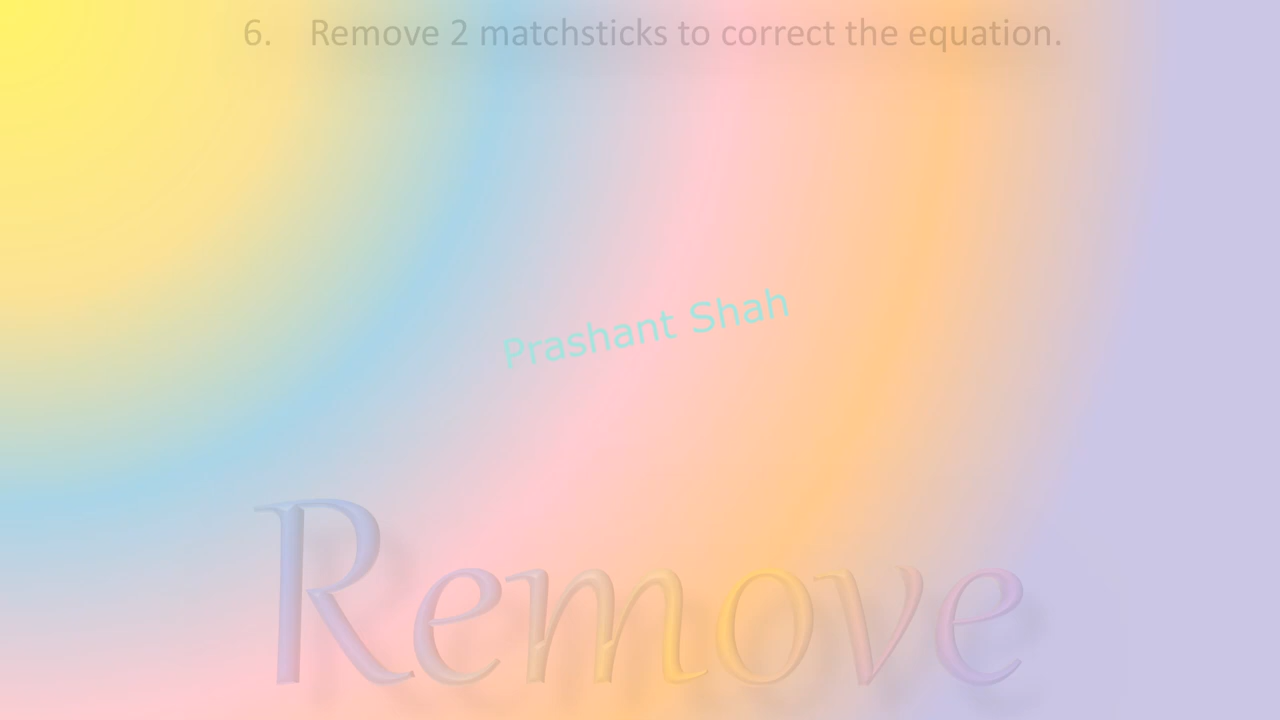 6. Remove 2 matchsticks to correct the equation.
Prashant Shah
Remove